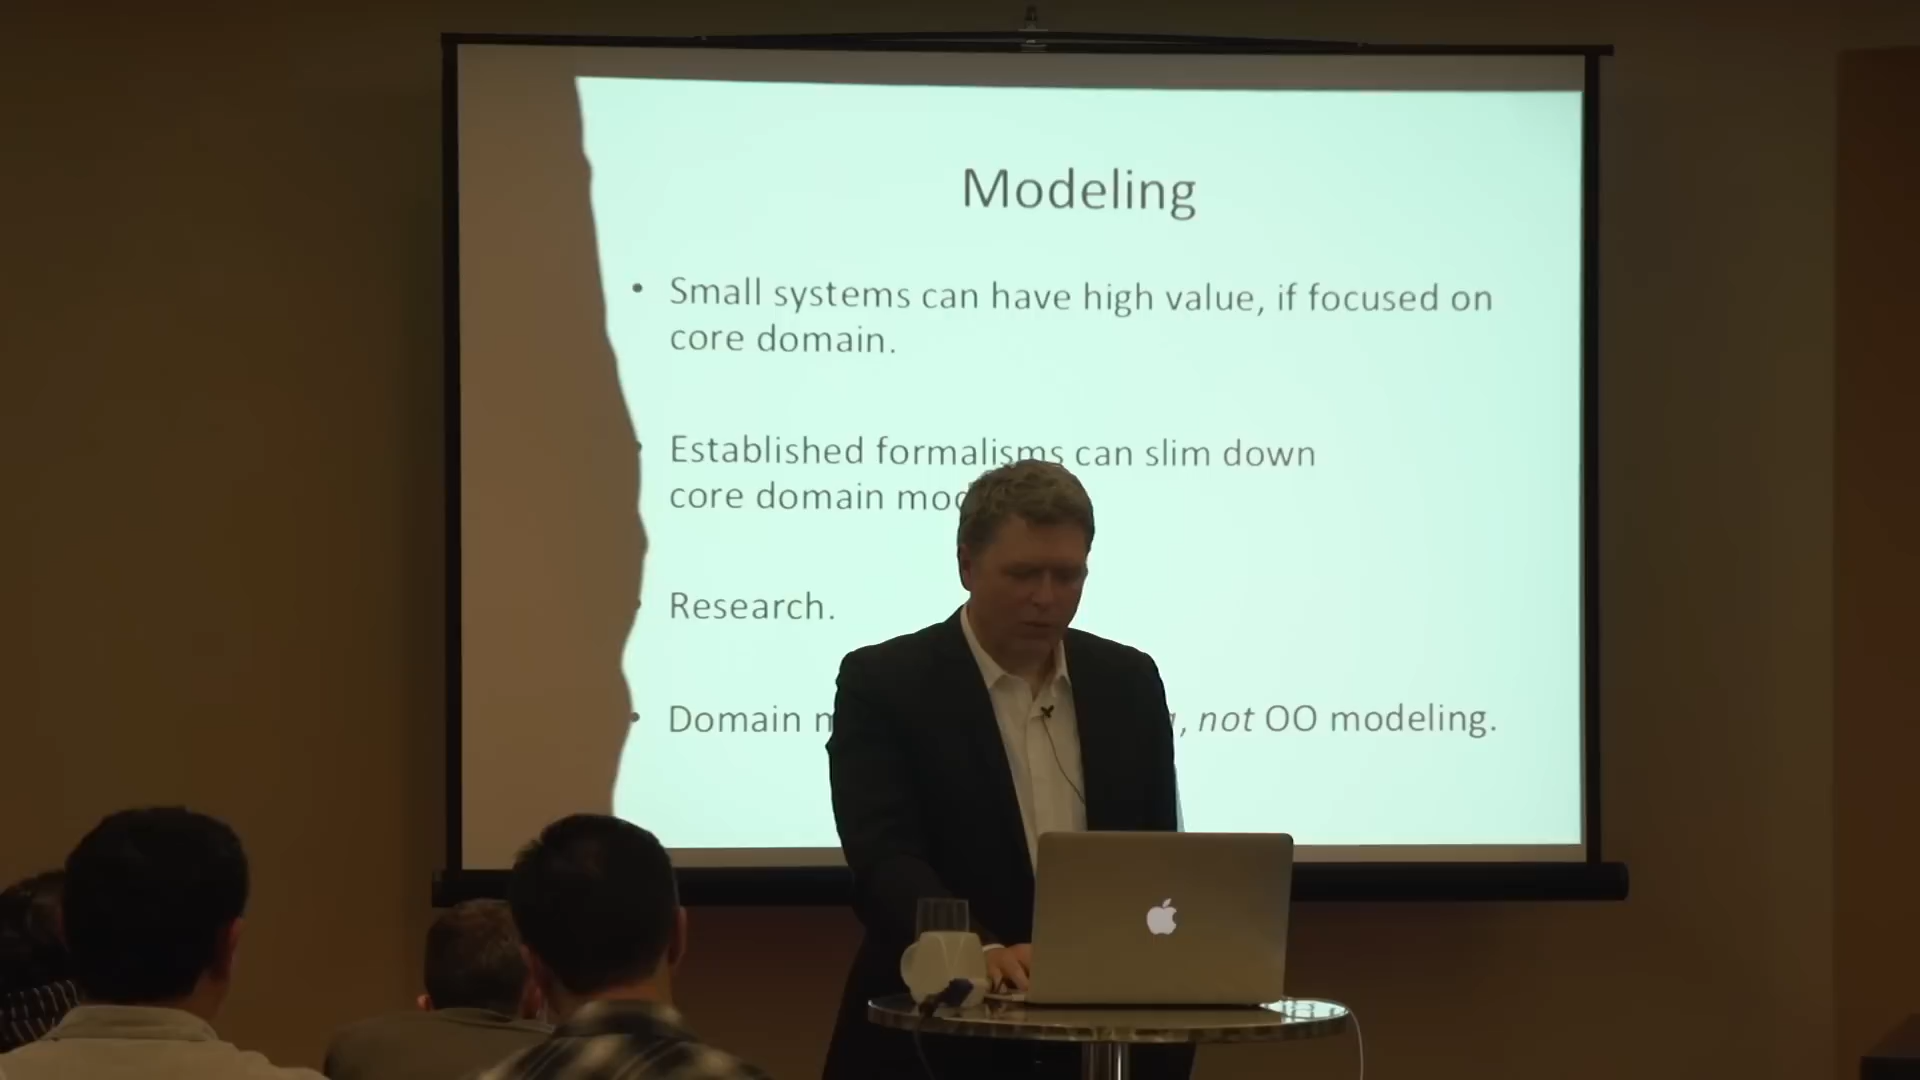 Modeling
• Small systems can have high value, if focused on
core domain.
• Established formalisms can slim down
core domain
• Research.
• Domain , not OO modeling.